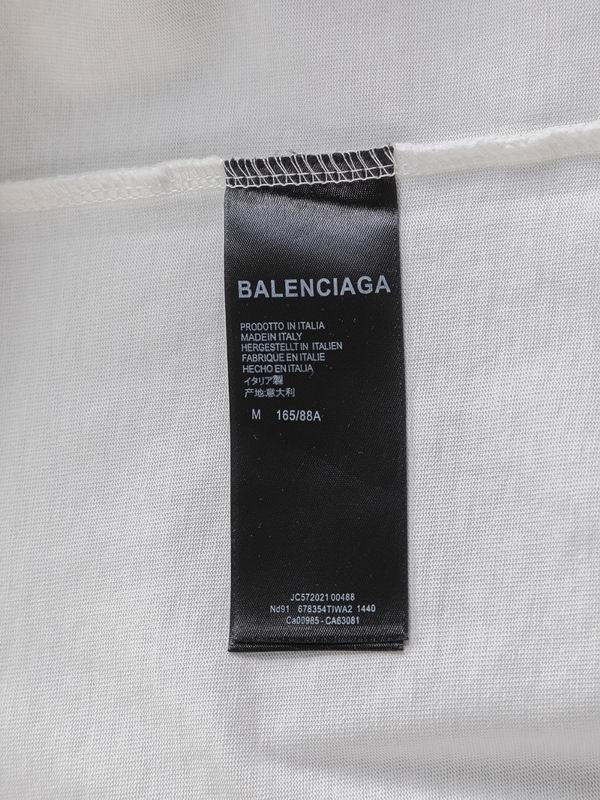 BALENCIAGA
PRODOTTO IN ITALIA
MADE IN ITALY
HERGESTELLT IN ITALIEN
FABRIQUE EN ITALIE
HECHO EN ITALIA
イタリア製
产地:意大利
M 165/88A
JC572021 00488
Nd91 678354TIWA2 1440
Ca00985 - CA63081